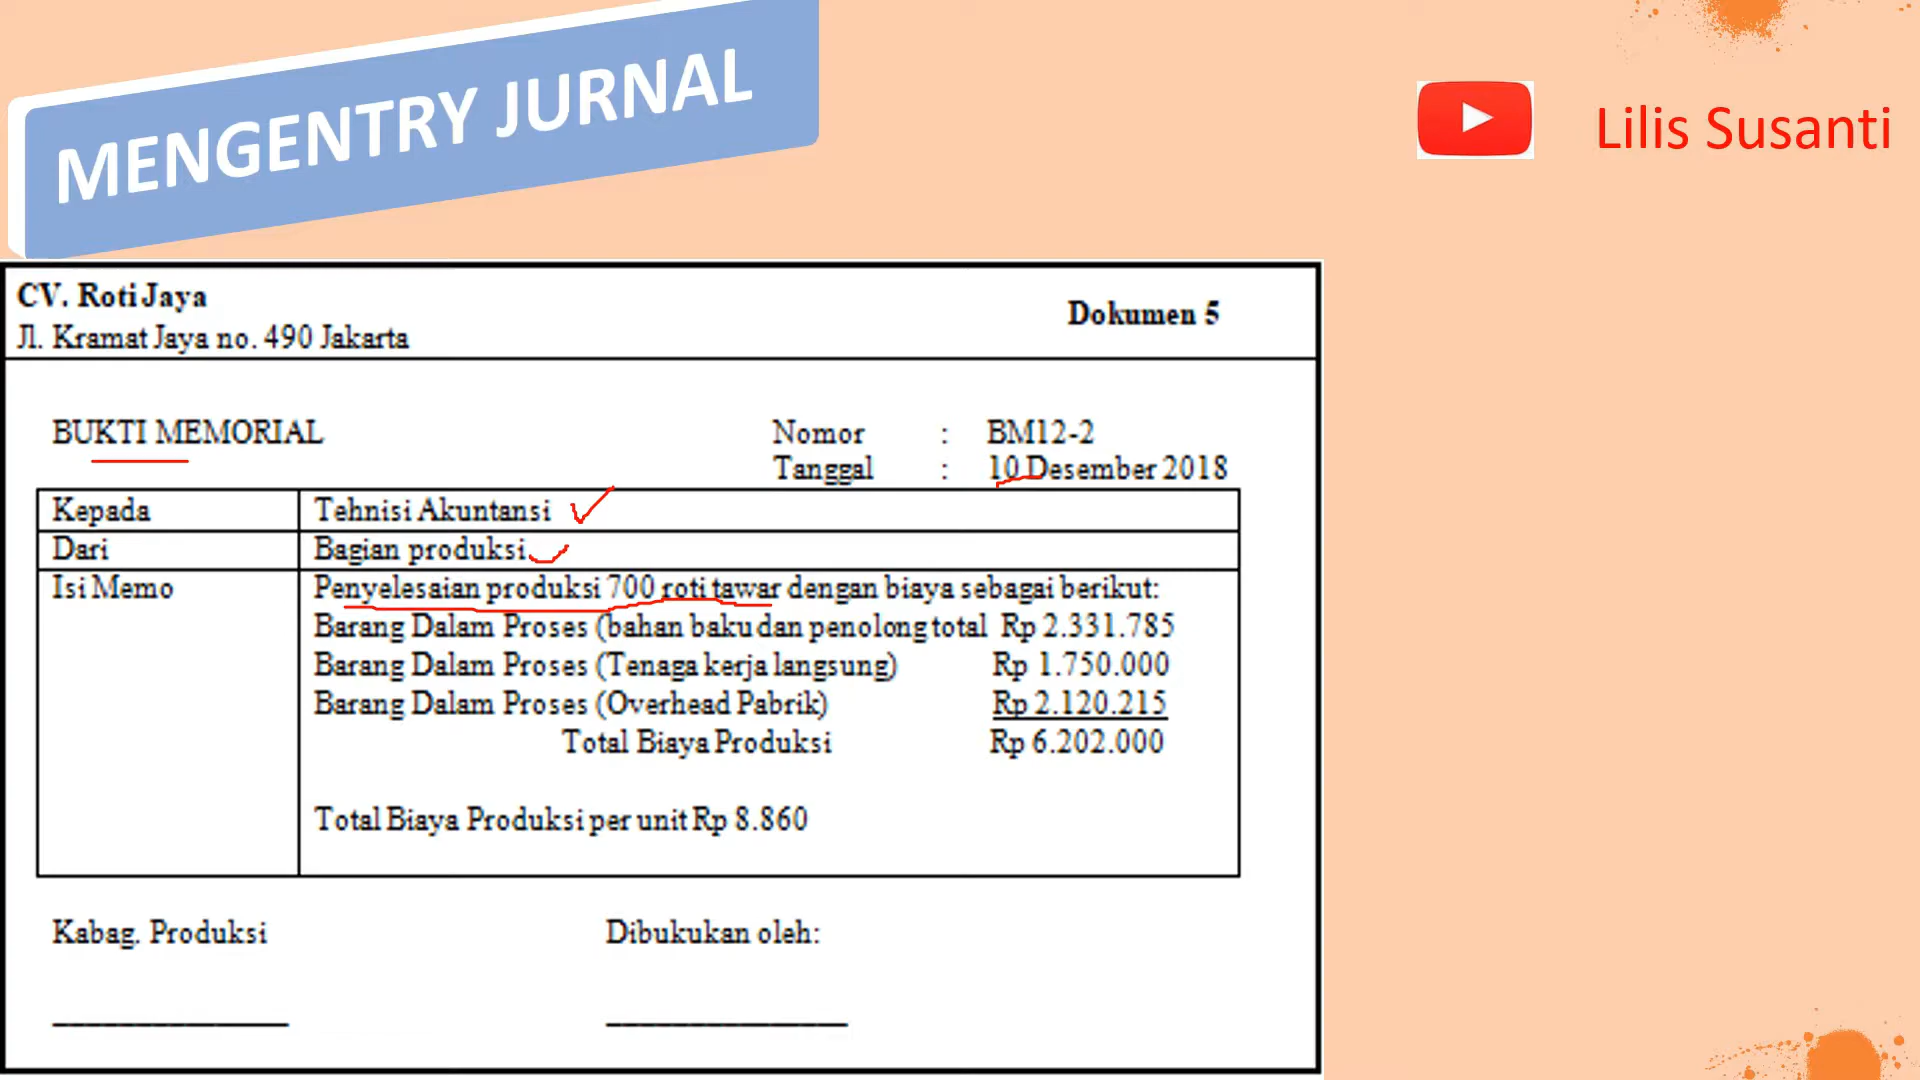 MENGENTRY JURNAL
Lilis Susanti
CV. Roti Jaya
Jl. Kramat Jaya no. 490 Jakarta
Dokumen 5
BUKTI MEMORIAL
Nomor : BM12-2
Tanggal : 10 Desember 2018
Kepada Tehnisi Akuntansi
Dari Bagian produksi
Isi Memo Penyelesaian produksi 700 roti tawar dengan biaya sebagai berikut:
Barang Dalam Proses (bahan baku dan penolong total Rp 2.331.785
Barang Dalam Proses (Tenaga kerja langsung) Rp 1.750.000
Barang Dalam Proses (Overhead Pabrik) Rp 2.120.215
Total Biaya Produksi Rp 6.202.000
Total Biaya Produksi per unit Rp 8.860
Kabag. Produksi Dibukukan oleh: